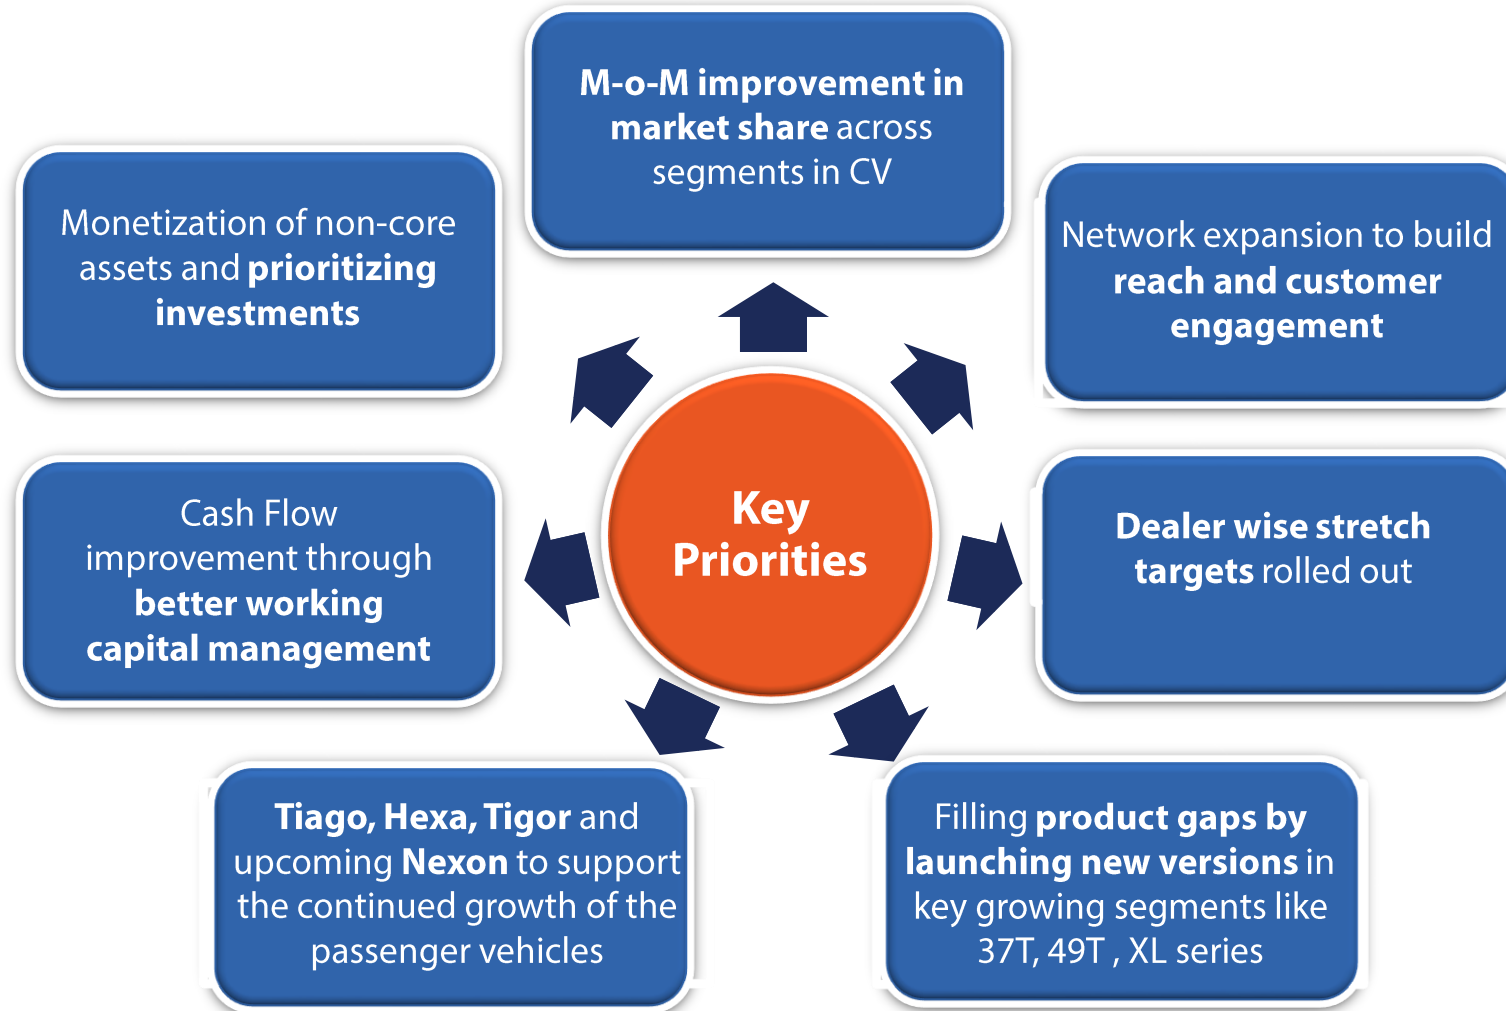 M-o-M improvement in
market share across
segments in CV
Monetization of non-core
assets and prioritizing
investments
Network expansion to build
reach and customer
engagement
Key
Priorities
Cash Flow
improvement through
better working
capital management
Dealer wise stretch
targets rolled out
Tiago, Hexa, Tigor and
upcoming Nexon to support
the continued growth of the
passenger vehicles
Filling product gaps by
launching new versions in
key growing segments like
37T, 49T , XL series